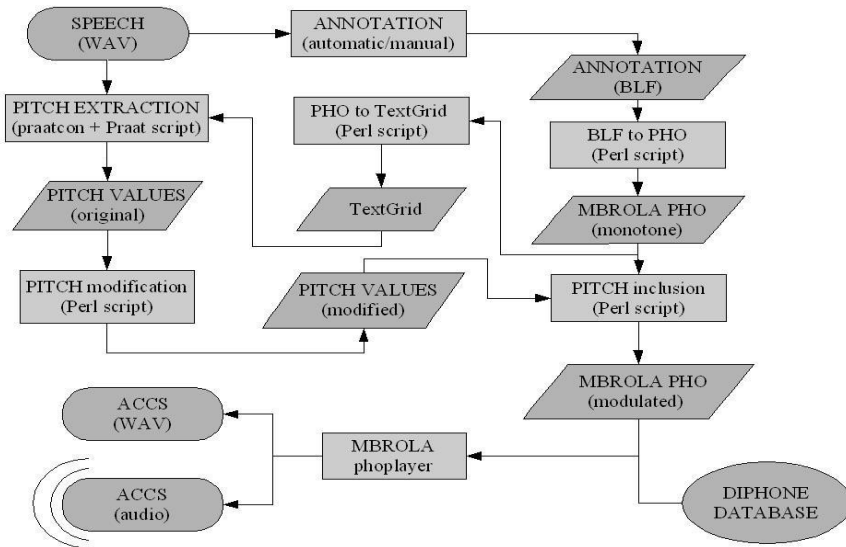 SPEECH
(WAV)
ANNOTATION
(automatic/manual)
ANNOTATION
(BLF)
PITCH EXTRACTION
(praatcon + Praat script)
PHO to TextGrid
(Perl script)
BLF to PHO
(Perl script)
PITCH VALUES
(original)
TextGrid
MBROLA PHO
(monotone)
PITCH modification
(Perl script)
PITCH VALUES
(modified)
PITCH inclusion
(Perl script)
MBROLA PHO
(modulated)
ACCS
(WAV)
MBROLA
phoplayer
ACCS
(audio)
DIPHONE
DATABASE